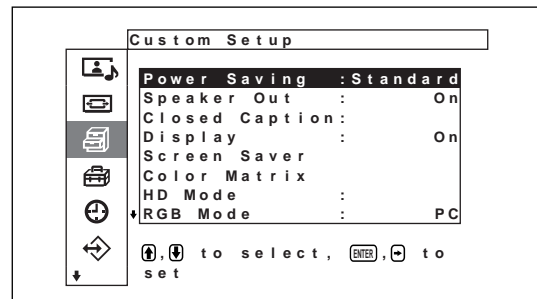 Custom Setup
Power Saving :Standard
Speaker Out : On
Closed Caption:
Display : On
Screen Saver
Color Matrix
HD Mode :
RGB Mode : PC
, to select, ENTER , to
set